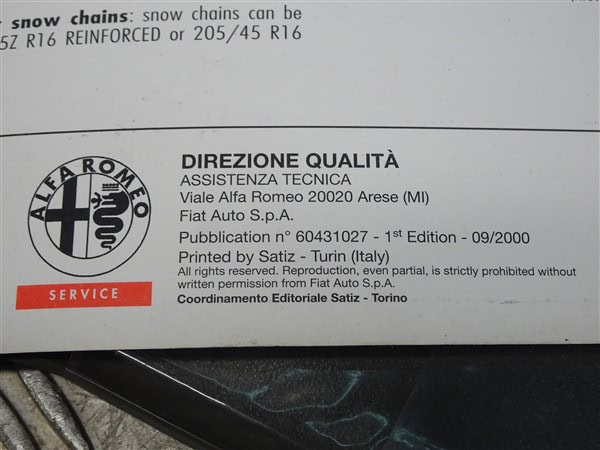 snow chains: snow chains can be
5Z R16 REINFORCED or 205/45 R16
ALFA ROMEO
SERVICE
DIREZIONE QUALITÀ
ASSISTENZA TECNICA
Viale Alfa Romeo 20020 Arese (MI)
Fiat Auto S.p.A.
Pubblication n° 60431027 - 1st Edition - 09/2000
Printed by Satiz - Turin (Italy)
All rights reserved. Reproduction, even partial, is strictly prohibited without
written permission from Fiat Auto S.p.A.
Coordinamento Editoriale Satiz - Torino